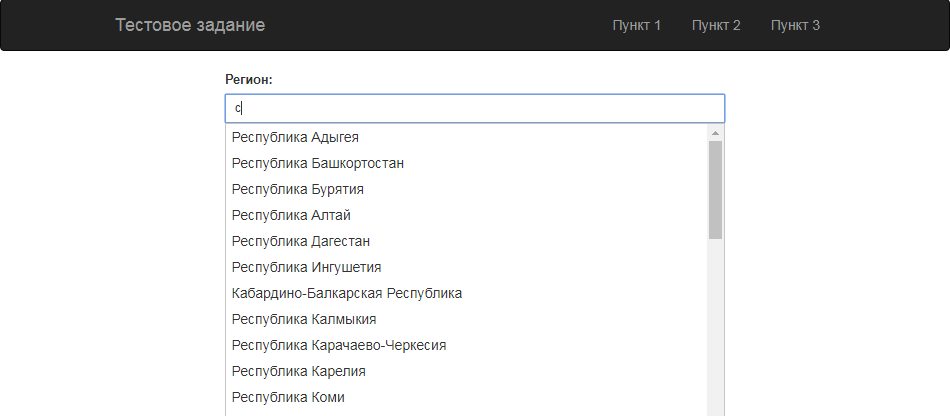 Тестовое задание Пункт 1 Пункт 2 Пункт 3
Регион:
с
Республика Адыгея
Республика Башкортостан
Республика Бурятия
Республика Алтай
Республика Дагестан
Республика Ингушетия
Кабардино-Балкарская Республика
Республика Калмыкия
Республика Карачаево-Черкесия
Республика Карелия
Республика Коми